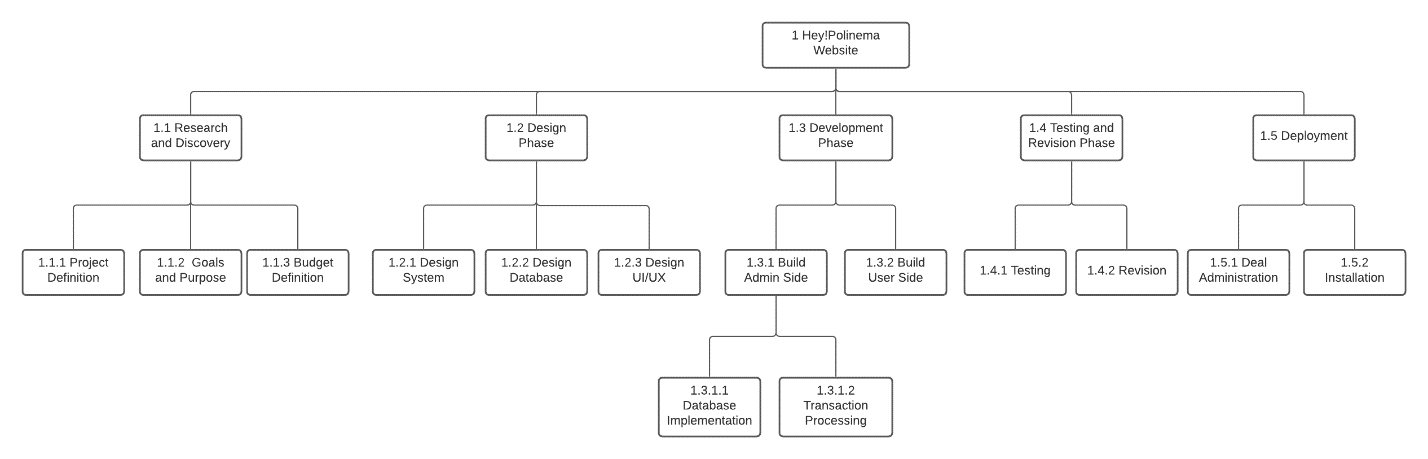 1 Hey!Polinema
Website
1.1 Research
and Discovery
1.2 Design
Phase
1.3 Development
Phase
1.4 Testing and
Revision Phase
1.5 Deployment
1.1.1 Project
Definition
1.1.2 Goals
and Purpose
1.1.3 Budget
Definition
1.2.1 Design
System
1.2.2 Design
Database
1.2.3 Design
UI/UX
1.3.1 Build
Admin Side
1.3.2 Build
User Side
1.4.1 Testing
1.4.2 Revision
1.5.1 Deal
Administration
1.5.2
Installation
1.3.1.1
Database
Implementation
1.3.1.2
Transaction
Processing